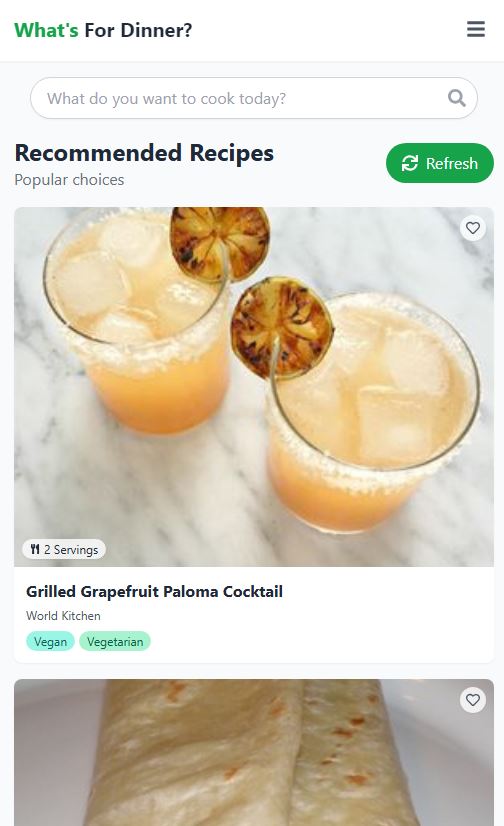 What's For Dinner?
What do you want to cook today?
Recommended Recipes
Popular choices
Refresh
2 Servings
Grilled Grapefruit Paloma Cocktail
World Kitchen
Vegan Vegetarian